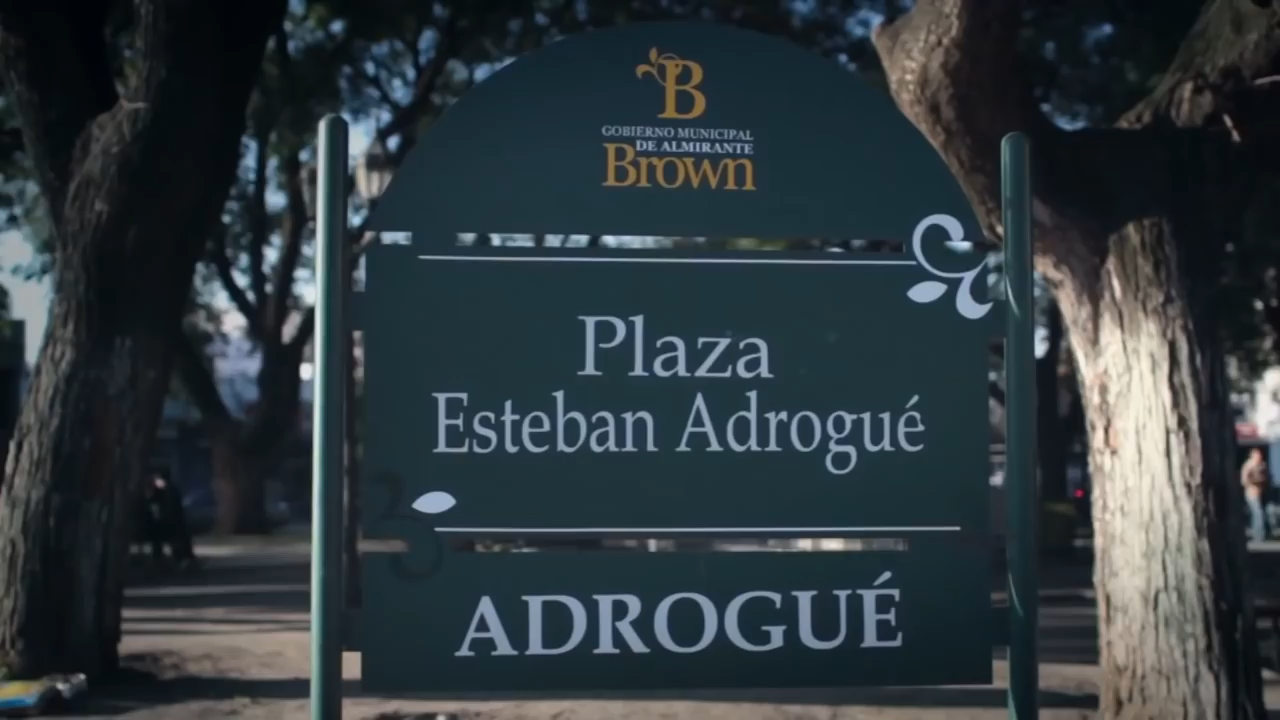 B
GOBIERNO MUNICIPAL
DE ALMIRANTE
Brown
Plaza
Esteban Adrogué
ADROGUÉ